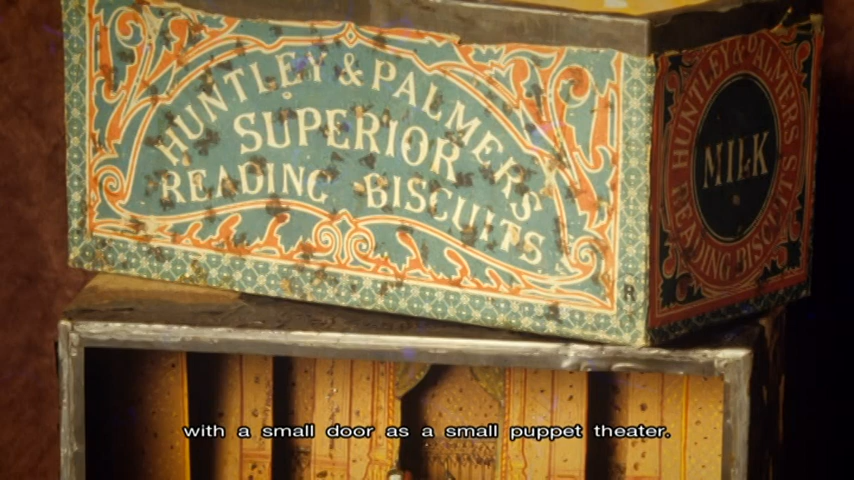 HUNTLEY & PALMERS
SUPERIOR
READING BISCUITS
R
HUNTLEY & PALMERS
MILK
READING BISCUITS
with a small door as a small puppet theater.